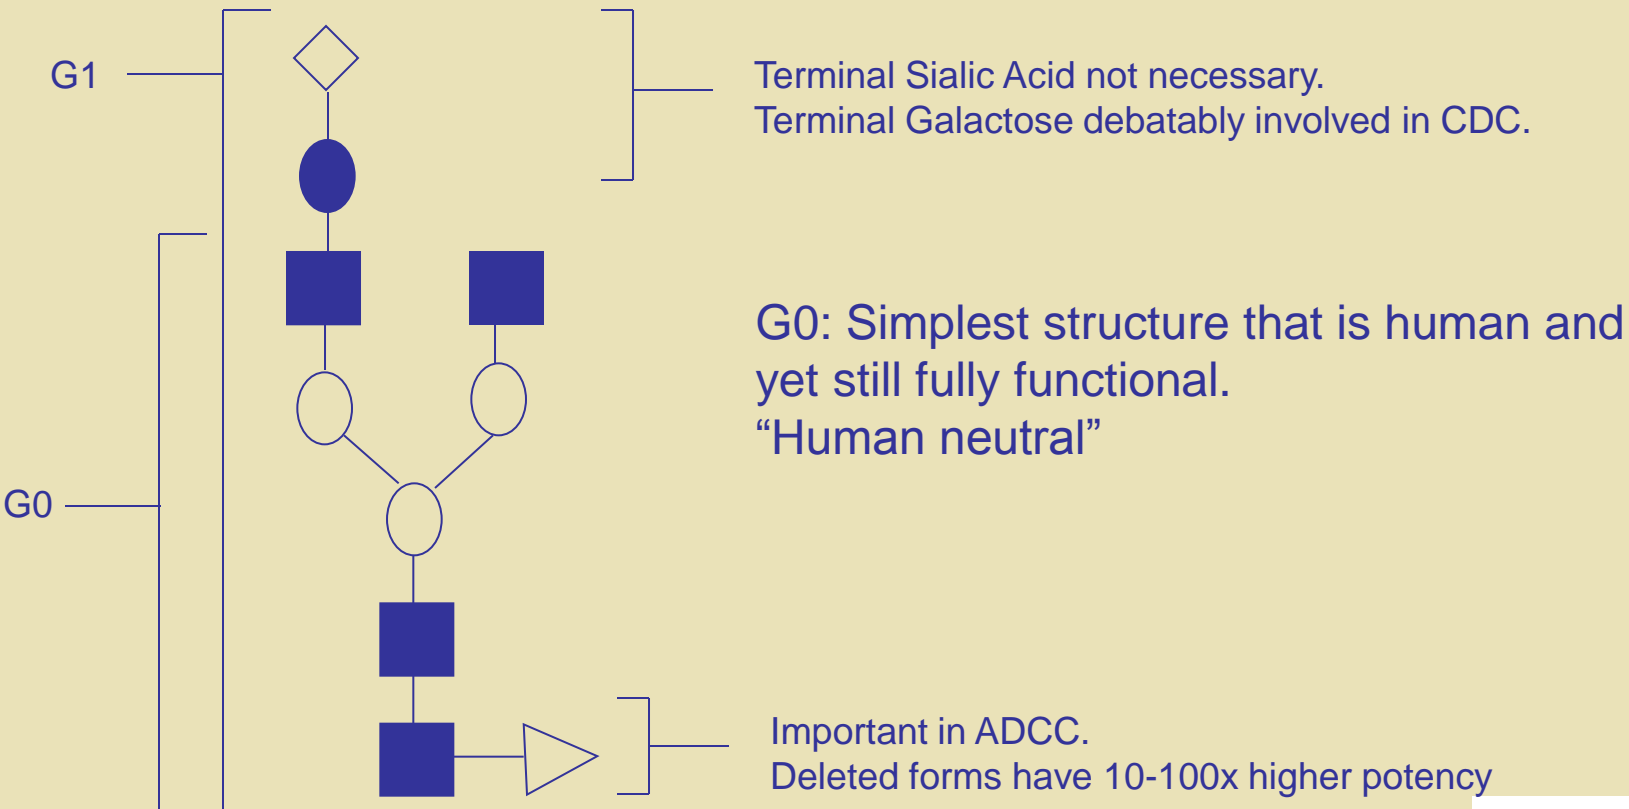 G1
Terminal Sialic Acid not necessary.
Terminal Galactose debatably involved in CDC.
G0: Simplest structure that is human and
yet still fully functional.
“Human neutral”
G0
Important in ADCC.
Deleted forms have 10-100x higher potency